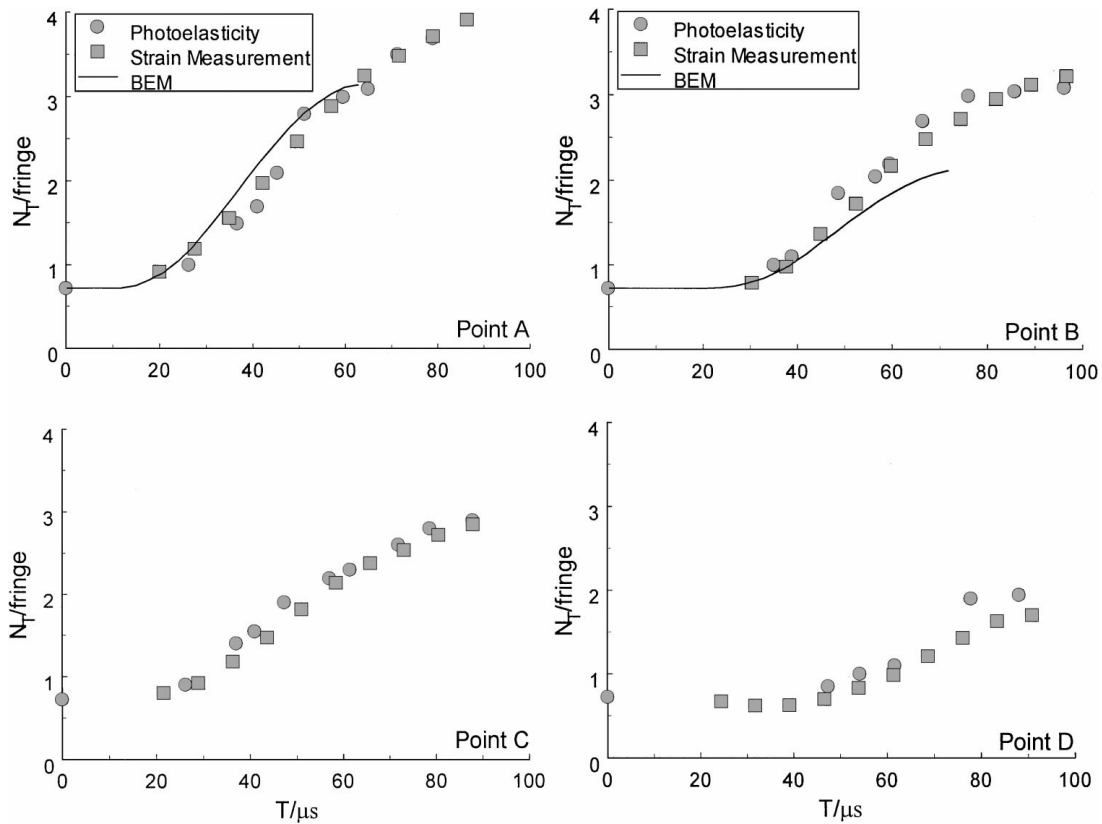 Photoelasticity
Strain Measurement
BEM
N_T/fringe
4
3
2
1
0
0 20 40 60 80 100
Point A
Photoelasticity
Strain Measurement
BEM
N_T/fringe
4
3
2
1
0
0 20 40 60 80 100
Point B
N_T/fringe
4
3
2
1
0
0 20 40 60 80 100
Point C
T/μs
N_T/fringe
4
3
2
1
0
0 20 40 60 80 100
Point D
T/μs